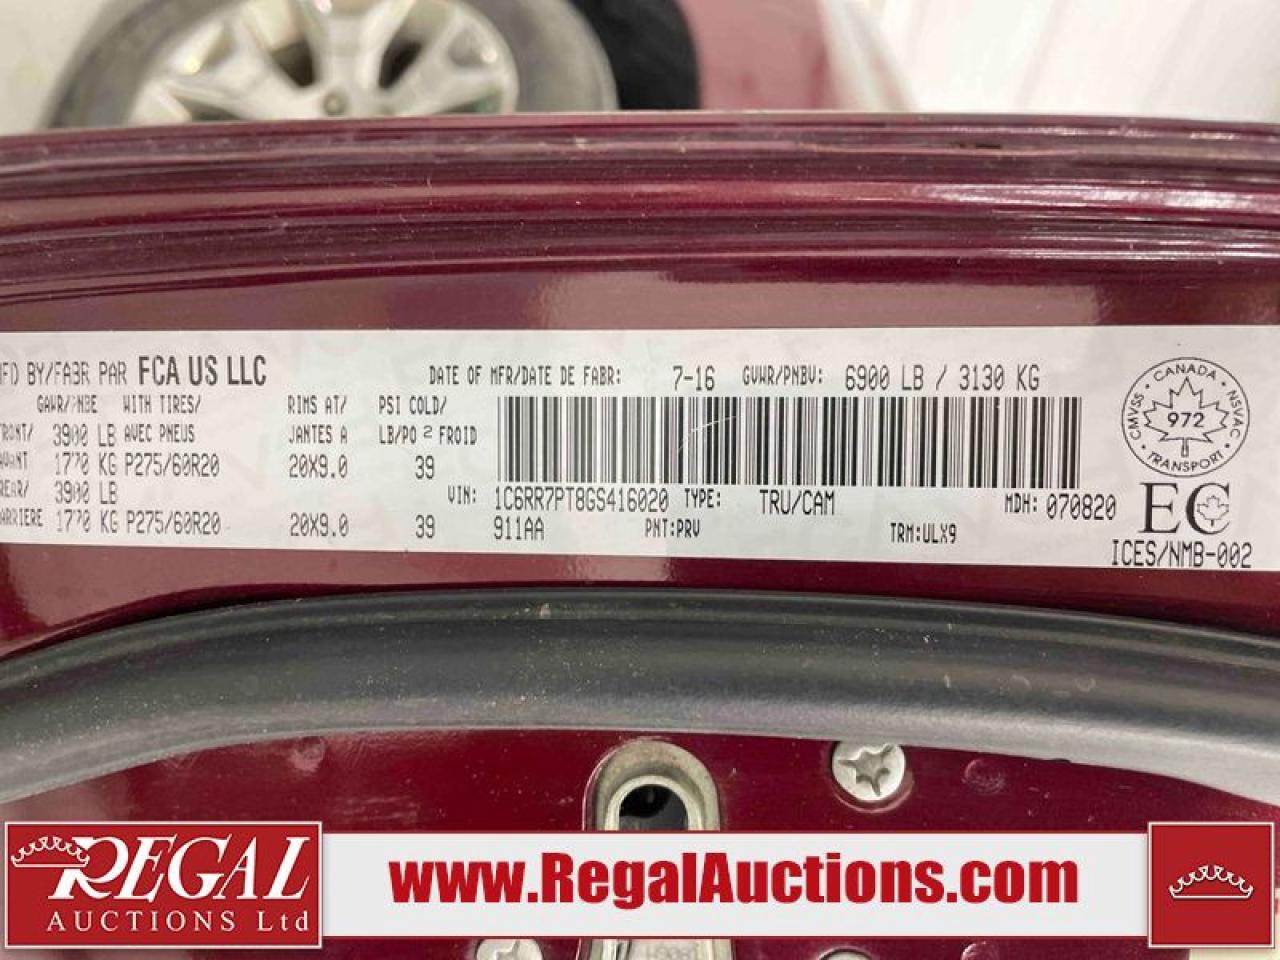 FD BY/FABR PAR FCA US LLC DATE OF MFR/DATE DE FABR: 7-16 GVWR/PNBV: 6900 LB / 3130 KG
GAWR/PNBE WITH TIRES/ RIMS AT/ PSI COLD/
RONT/ 3900 LB AVEC PNEUS JANTES A LB/PO 2 FROID
VANT 1770 KG P275/60R20 20X9.0 39
REAR/ 3900 LB VIN: 1C6RR7PT8GS416020 TYPE: TRU/CAM MDH: 070820
ARRIERE 1770 KG P275/60R20 20X9.0 39 911AA PNT:PRV TRM:ULX9
CANADA
CMVSS 972 NSVAC
TRANSPORT
EC
ICES/NMB-002
REGAL
AUCTIONS Ltd
www.RegalAuctions.com